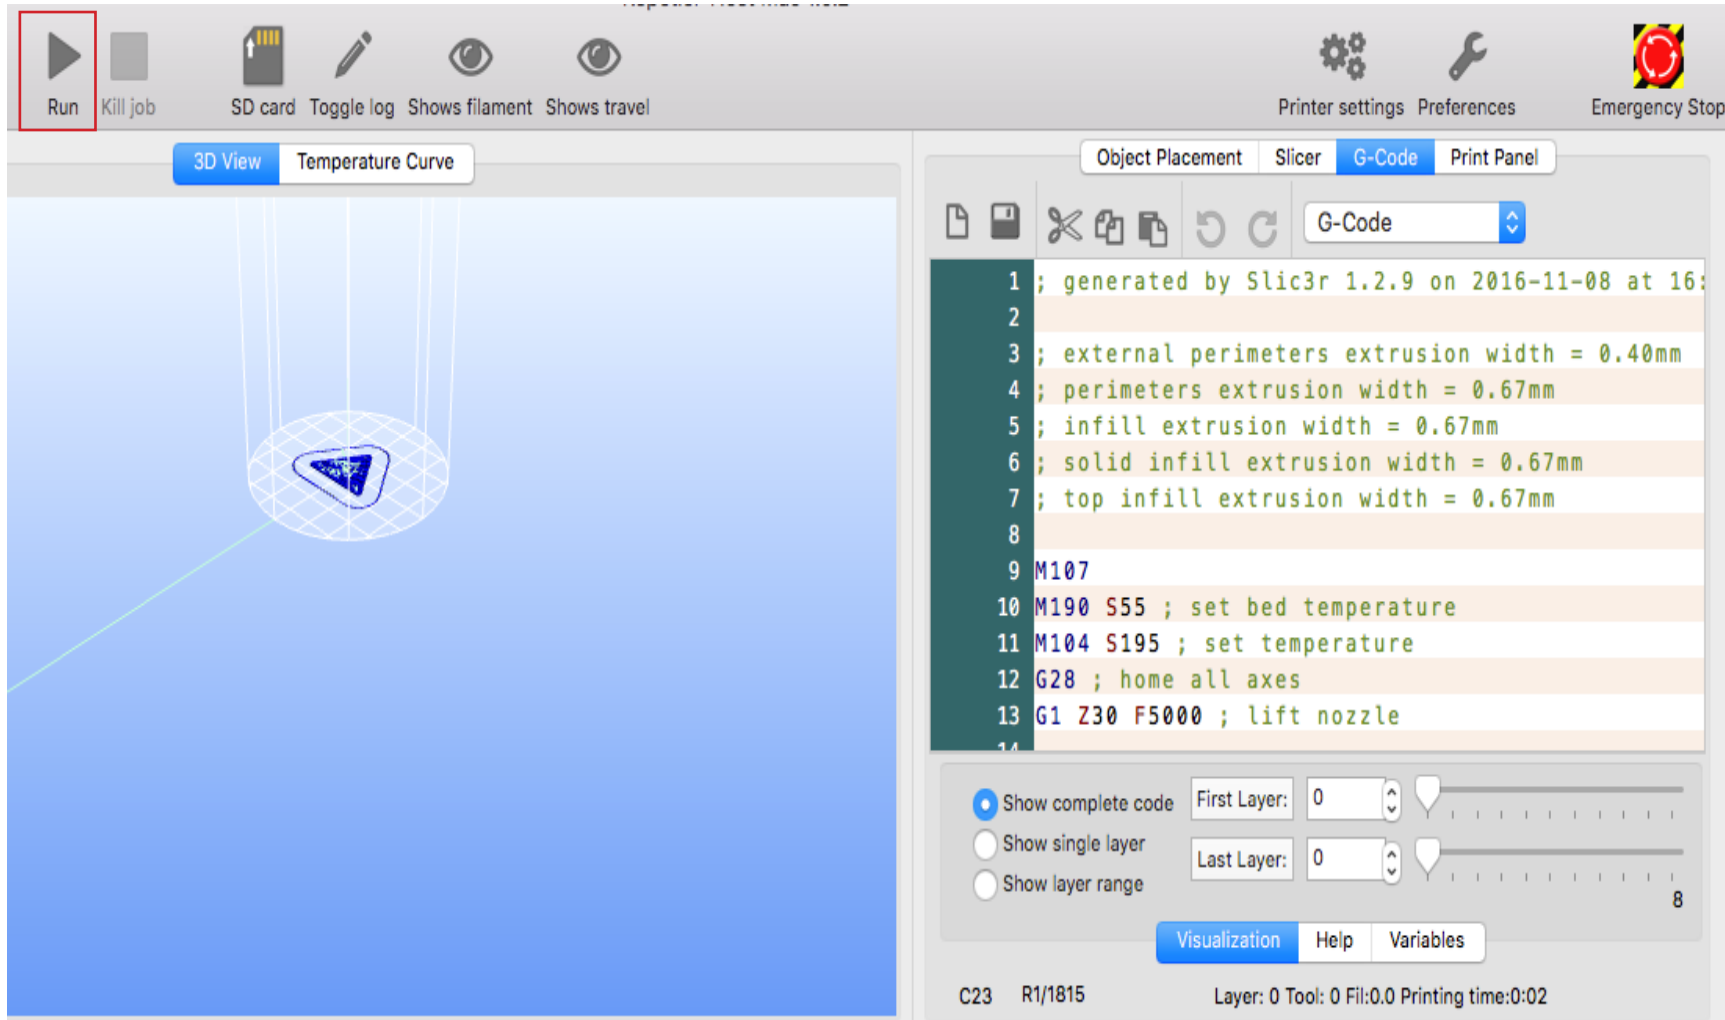 Run
Kill job
SD card
Toggle log
Shows filament
Shows travel
Printer settings
Preferences
Emergency Stop
3D View
Temperature Curve
Object Placement
Slicer
G-Code
Print Panel
G-Code
1 ; generated by Slic3r 1.2.9 on 2016-11-08 at 16:
2
3 ; external perimeters extrusion width = 0.40mm
4 ; perimeters extrusion width = 0.67mm
5 ; infill extrusion width = 0.67mm
6 ; solid infill extrusion width = 0.67mm
7 ; top infill extrusion width = 0.67mm
8
9 M107
10 M190 S55 ; set bed temperature
11 M104 S195 ; set temperature
12 G28 ; home all axes
13 G1 Z30 F5000 ; lift nozzle
14
Show complete code
First Layer: 0
Show single layer
Last Layer: 0
Show layer range
8
Visualization
Help
Variables
C23
R1/1815
Layer: 0 Tool: 0 Fil:0.0 Printing time:0:02